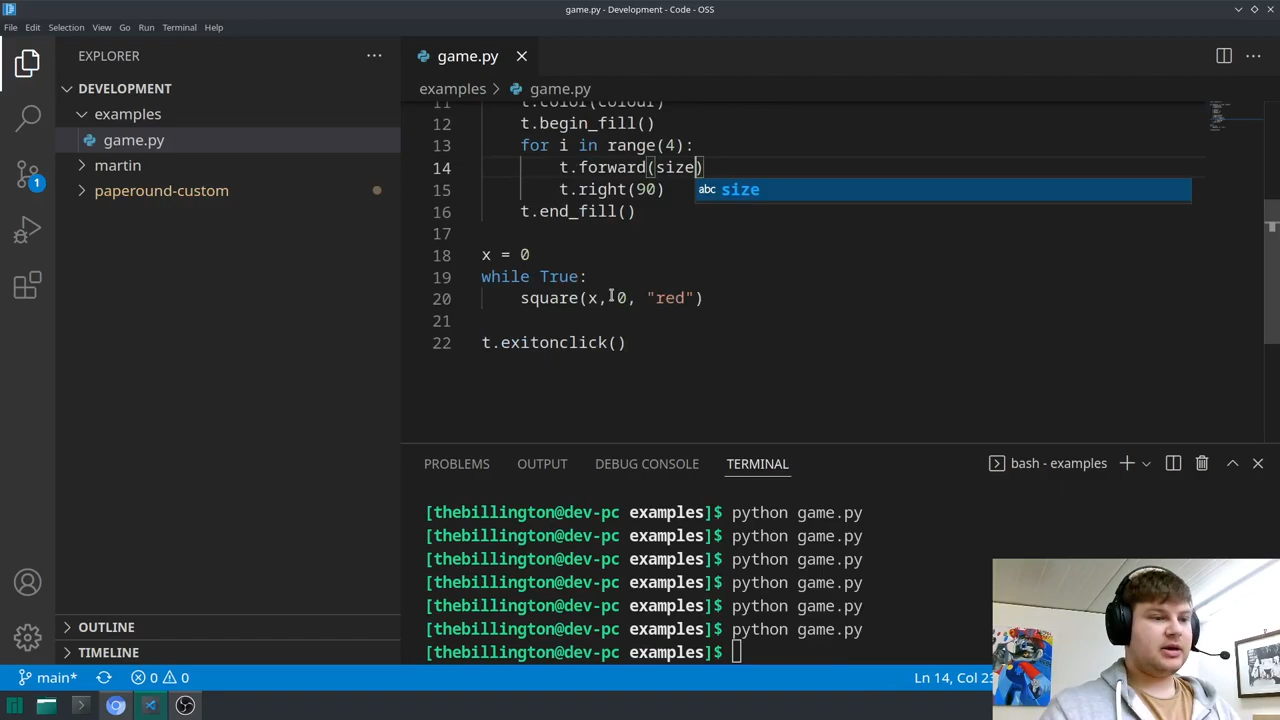 game.py - Development - Code - OSS
File Edit Selection View Go Run Terminal Help
EXPLORER
DEVELOPMENT
examples
game.py
martin
paperound-custom
OUTLINE
TIMELINE
1
game.py
examples > game.py
11 t.color(colour)
12 t.begin_fill()
13 for i in range(4):
14 t.forward(size)
15 t.right(90)
abc size
16 t.end_fill()
17
18 x = 0
19 while True:
20 square(x, 0, "red")
21
22 t.exitonclick()
PROBLEMS OUTPUT DEBUG CONSOLE TERMINAL
bash - examples
[thebillington@dev-pc examples]$ python game.py
[thebillington@dev-pc examples]$ python game.py
[thebillington@dev-pc examples]$ python game.py
[thebillington@dev-pc examples]$ python game.py
[thebillington@dev-pc examples]$ python game.py
[thebillington@dev-pc examples]$ python game.py
[thebillington@dev-pc examples]$
main* 0 0 Ln 14, Col 23